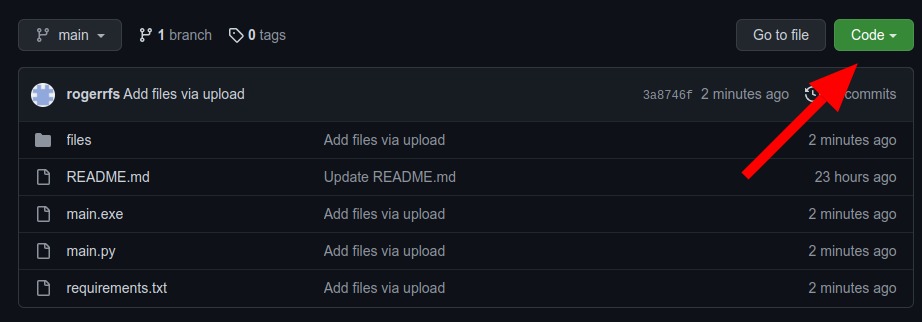 main 1 branch 0 tags Go to file Code
rogerrfs Add files via upload 3a8746f 2 minutes ago commits
files Add files via upload 2 minutes ago
README.md Update README.md 23 hours ago
main.exe Add files via upload 2 minutes ago
main.py Add files via upload 2 minutes ago
requirements.txt Add files via upload 2 minutes ago